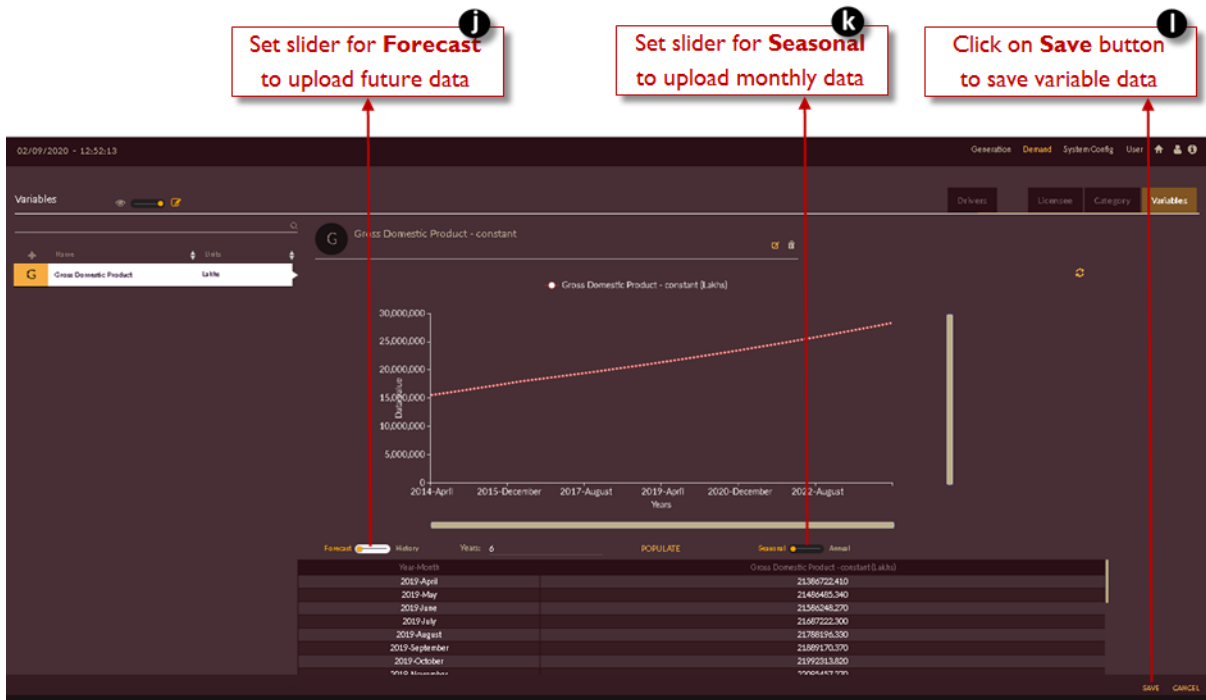 j
k
l
Set slider for Forecast
to upload future data
Set slider for Seasonal
to upload monthly data
Click on Save button
to save variable data
02/09/2020 - 12:52:13
Generation Demand System Config User
Variables
Drivers Licensee Category Variables
G Gross Domestic Product - constant
Name Units
G Gross Domestic Product Lakhs
Gross Domestic Product - constant (Lakhs)
30,000,000
25,000,000
20,000,000
15,000,000
10,000,000
5,000,000
0
Data Value
2014-April 2015-December 2017-August 2019-April 2020-December 2022-August
Years
Forecast History Years: 6 POPULATE Seasonal Annual
Year-Month Gross Domestic Product - constant (Lakhs)
2019-April 21386722.410
2019-May 21486485.340
2019-June 21586248.270
2019-July 21687222.300
2019-August 21788196.330
2019-September 21889170.370
2019-October 21992313.820
2019-November 22095457.270
SAVE CANCEL